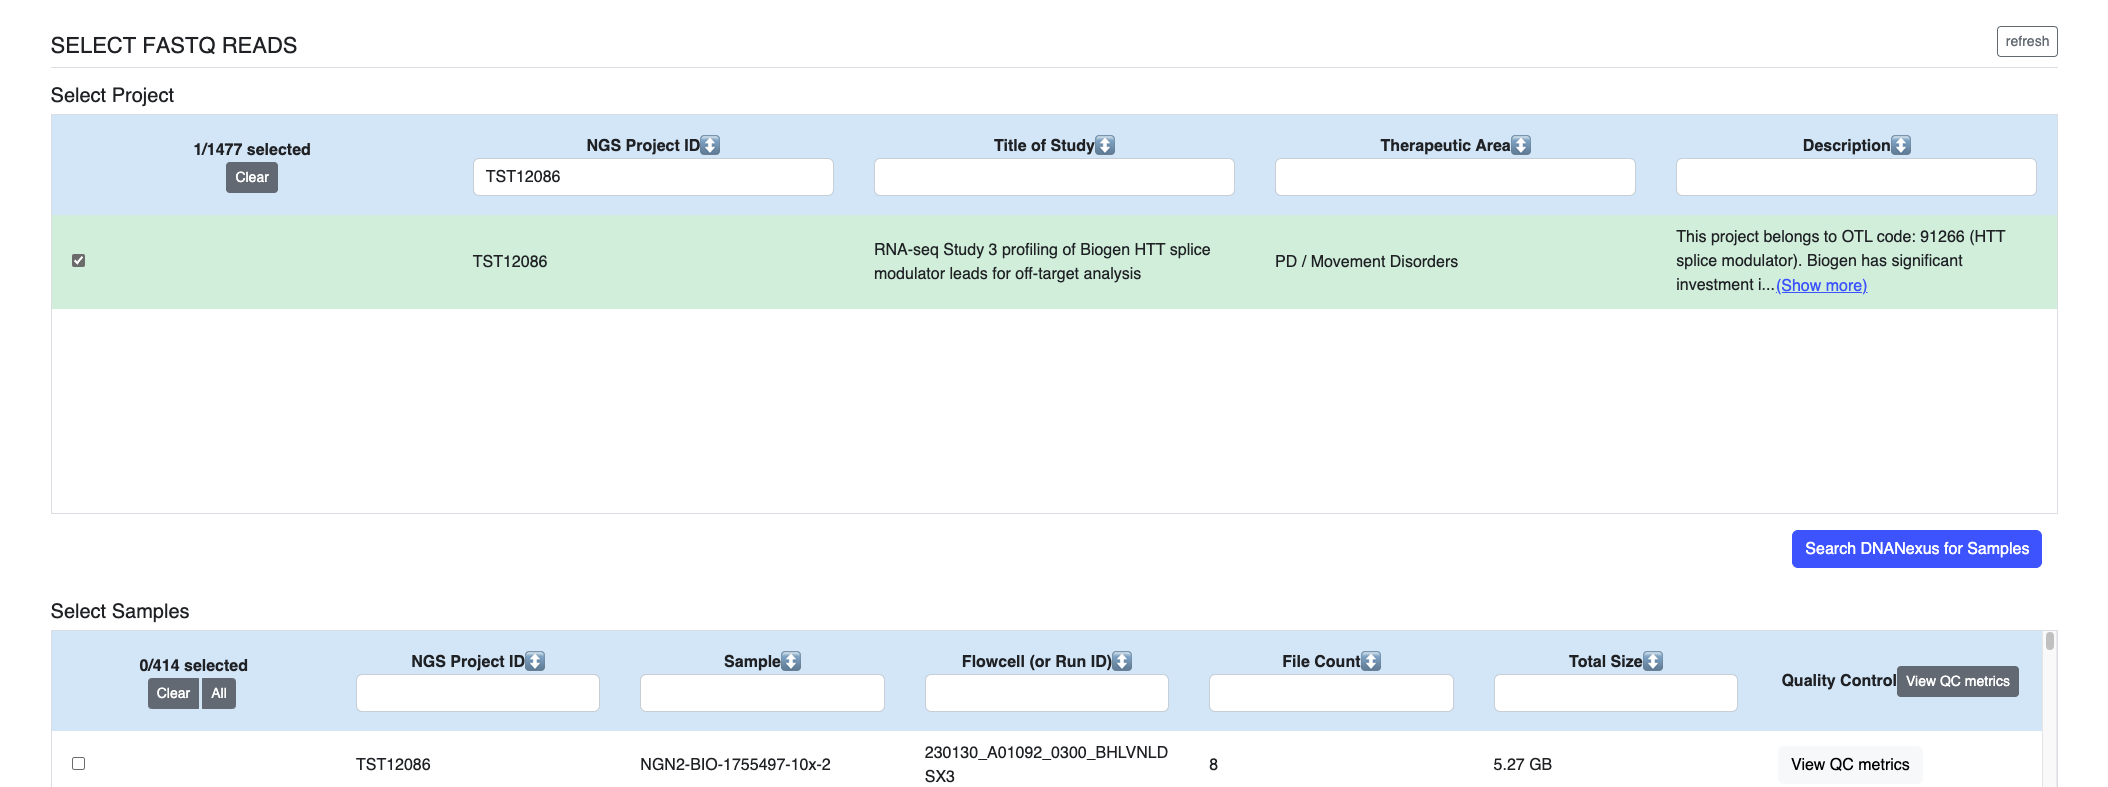 SELECT FASTQ READS
refresh
Select Project
1/1477 selected
Clear
NGS Project ID
TST12086
Title of Study
Therapeutic Area
Description
TST12086
RNA-seq Study 3 profiling of Biogen HTT splice
modulator leads for off-target analysis
PD / Movement Disorders
This project belongs to OTL code: 91266 (HTT
splice modulator). Biogen has significant
investment i...(Show more)
Search DNANexus for Samples
Select Samples
0/414 selected
Clear All
NGS Project ID
Sample
Flowcell (or Run ID)
File Count
Total Size
Quality Control View QC metrics
TST12086
NGN2-BIO-1755497-10x-2
230130_A01092_0300_BHLVNLD
SX3
8
5.27 GB
View QC metrics